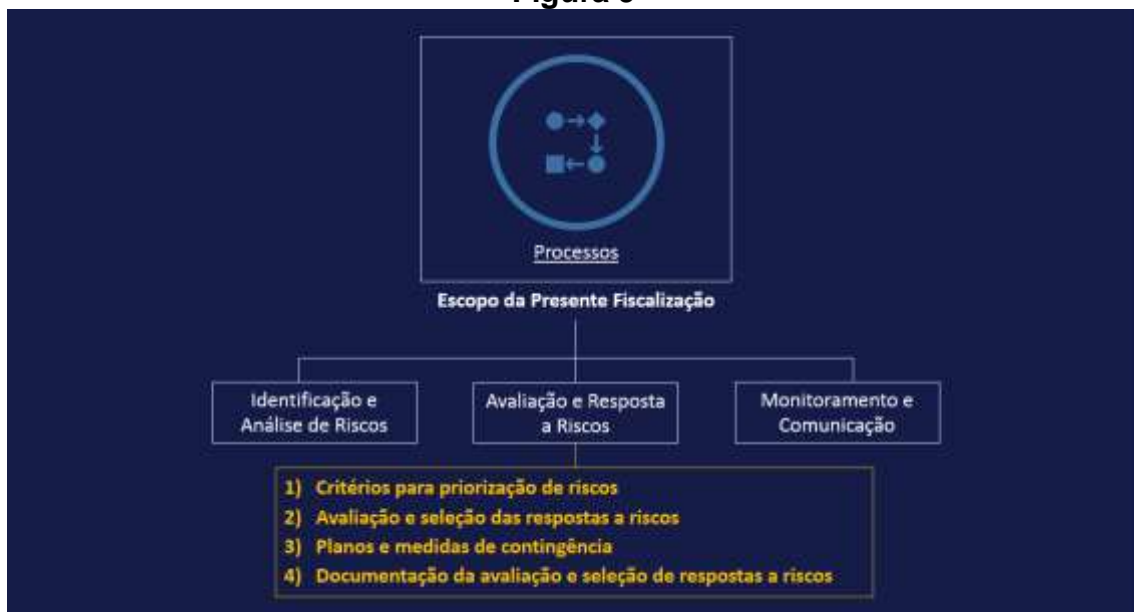 Processos
Escopo da Presente Fiscalização
Identificação e
Análise de Riscos
Avaliação e Resposta
a Riscos
Monitoramento e
Comunicação
1) Critérios para priorização de riscos
2) Avaliação e seleção das respostas a riscos
3) Planos e medidas de contingência
4) Documentação da avaliação e seleção de respostas a riscos